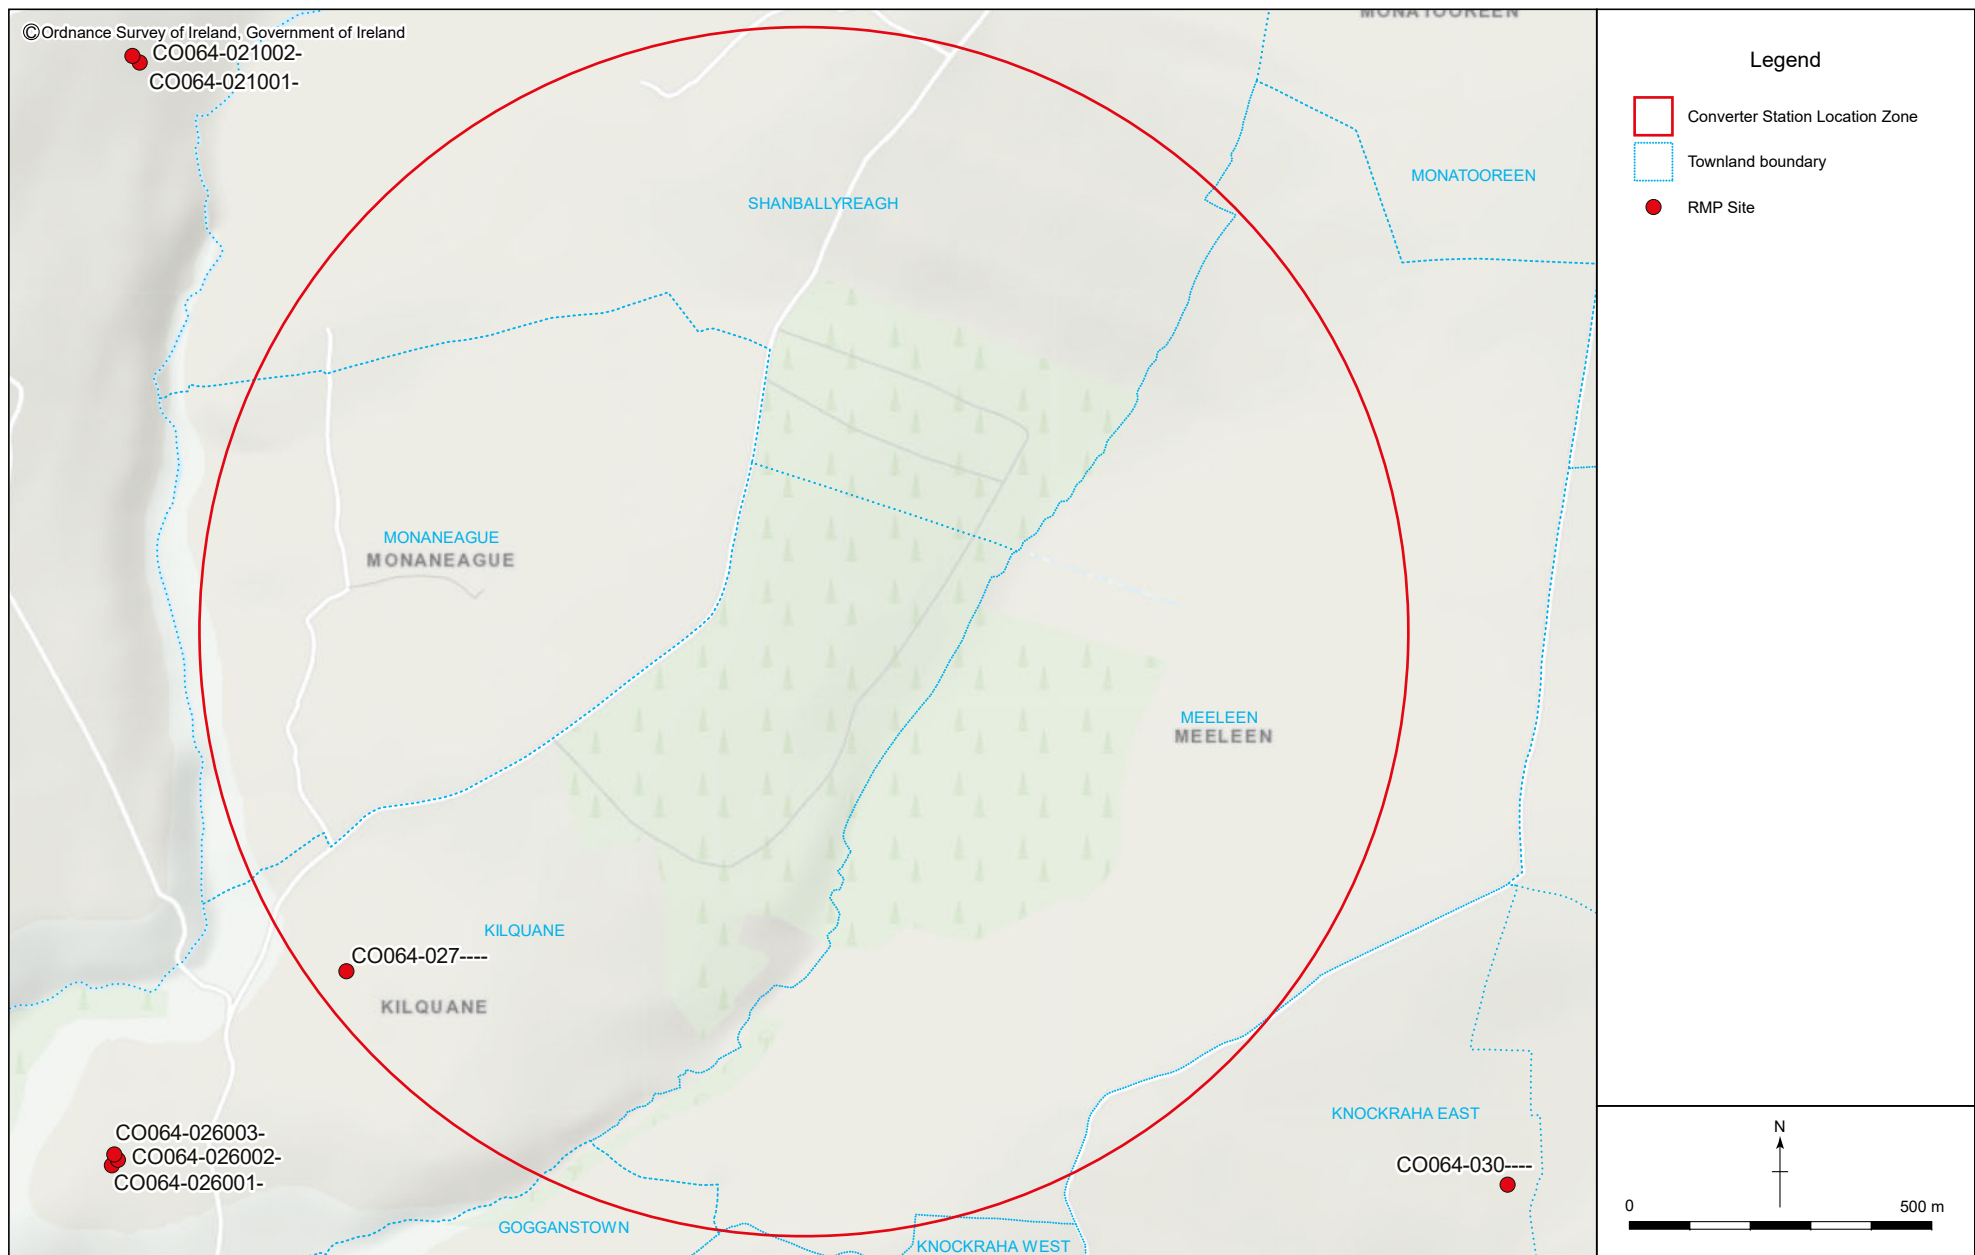 ©Ordnance Survey of Ireland, Government of Ireland
MONATOOREEN
CO064-021002-
CO064-021001-
SHANBALLYREAGH
MONATOOREEN
MONANEAGUE
MONANEAGUE
MEELEEN
MEELEEN
KILQUANE
CO064-027----
KILQUANE
CO064-026003-
CO064-026002-
CO064-026001-
KNOCKRAHA EAST
CO064-030----
GOGGANSTOWN
KNOCKRAHA WEST
Legend
Converter Station Location Zone
Townland boundary
RMP Site
N
0 500 m